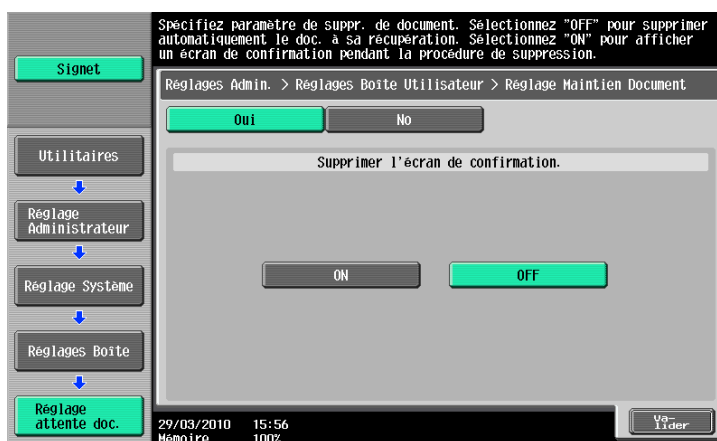 Spécifiez paramètre de suppr. de document. Sélectionnez "OFF" pour supprimer
automatiquement le doc. à sa récupération. Sélectionnez "ON" pour afficher
un écran de confirmation pendant la procédure de suppression.
Signet
Réglages Admin. > Réglages Boîte Utilisateur > Réglage Maintien Document
Oui
No
Utilitaires
Supprimer l'écran de confirmation.
Réglage
Administrateur
ON
OFF
Réglage Système
Réglages Boîte
Réglage
attente doc.
29/03/2010 15:56
Mémoire 100%
Va-
lider